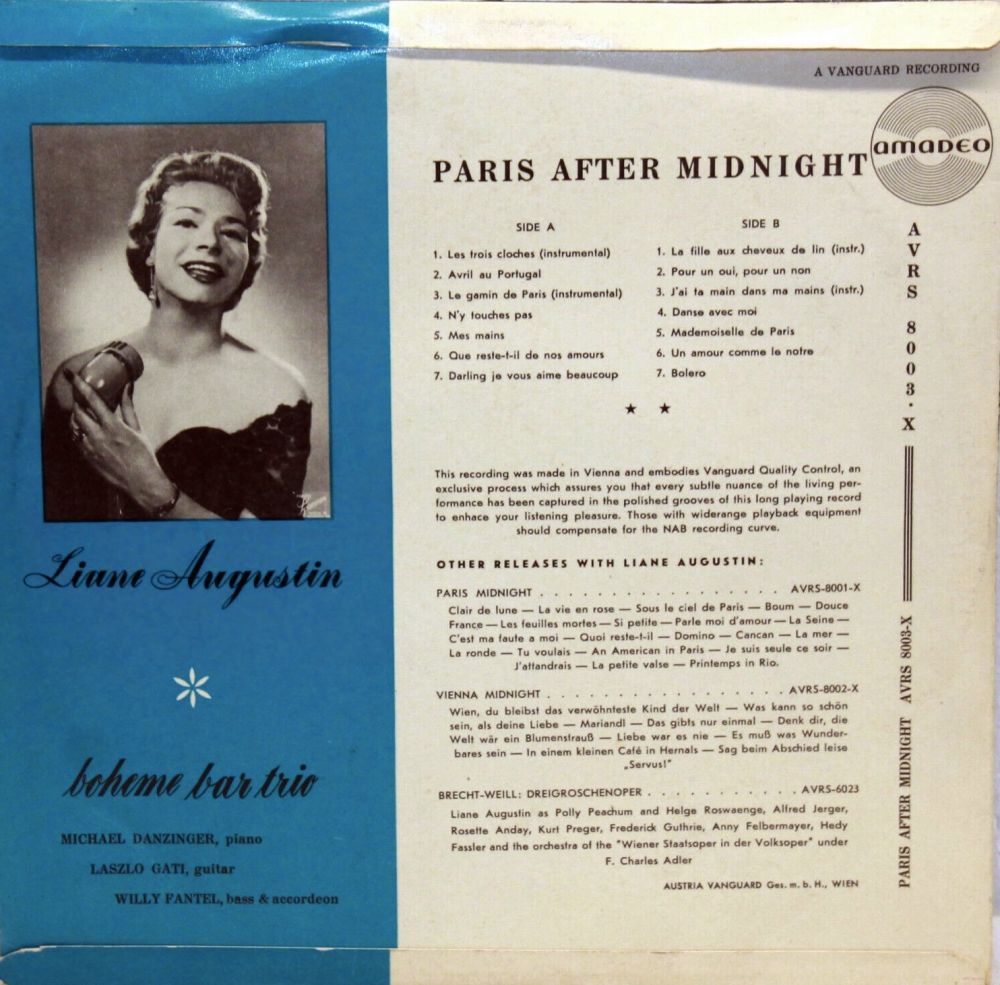 A VANGUARD RECORDING
amadeo
PARIS AFTER MIDNIGHT
SIDE A
1. Les trois cloches (instrumental)
2. Avril au Portugal
3. Le gamin de Paris (instrumental)
4. N'y touches pas
5. Mes mains
6. Que reste-t-il de nos amours
7. Darling je vous aime beaucoup
SIDE B
1. La fille aux cheveux de lin (instr.)
2. Pour un oui, pour un non
3. J'ai ta main dans ma mains (instr.)
4. Danse avec moi
5. Mademoiselle de Paris
6. Un amour comme le notre
7. Bolero
This recording was made in Vienna and embodies Vanguard Quality Control, an
exclusive process which assures you that every subtle nuance of the living per-
formance has been captured in the polished grooves of this long playing record
to enhace your listening pleasure. Those with widerange playback equipment
should compensate for the NAB recording curve.
OTHER RELEASES WITH LIANE AUGUSTIN:
PARIS MIDNIGHT . . . . . . . . . . . . . . . . . AVRS-8001-X
Clair de lune — La vie en rose — Sous le ciel de Paris — Boum — Douce
France — Les feuilles mortes — Si petite — Parle moi d'amour — La Seine —
C'est ma faute a moi — Quoi reste-t-il — Domino — Cancan — La mer —
La ronde — Tu voulais — An American in Paris — Je suis seule ce soir —
J'attandrais — La petite valse — Printemps in Rio.
VIENNA MIDNIGHT . . . . . . . . . . . . . . . . . AVRS-8002-X
Wien, du bleibst das verwöhnteste Kind der Welt — Was kann so schön
sein, als deine Liebe — Mariandl — Das gibts nur einmal — Denk dir, die
Welt wär ein Blumenstrauß — Liebe war es nie — Es muß was Wunder-
bares sein — In einem kleinen Café in Hernals — Sag beim Abschied leise
„Servus!"
BRECHT-WEILL: DREIGROSCHENOPER . . . . . . . . . . . AVRS-6023
Liane Augustin as Polly Peachum and Helge Roswaenge, Alfred Jerger,
Rosette Anday, Kurt Preger, Frederick Guthrie, Anny Felbermayer, Hedy
Fassler and the orchestra of the "Wiener Staatsoper in der Volksoper" under
F. Charles Adler
AUSTRIA VANGUARD Ges. m. b. H., WIEN
AVRS 8003·X
PARIS AFTER MIDNIGHT AVRS 8003-X
Liane Augustin
boheme bar trio
MICHAEL DANZINGER, piano
LASZLO GATI, guitar
WILLY FANTEL, bass & accordeon